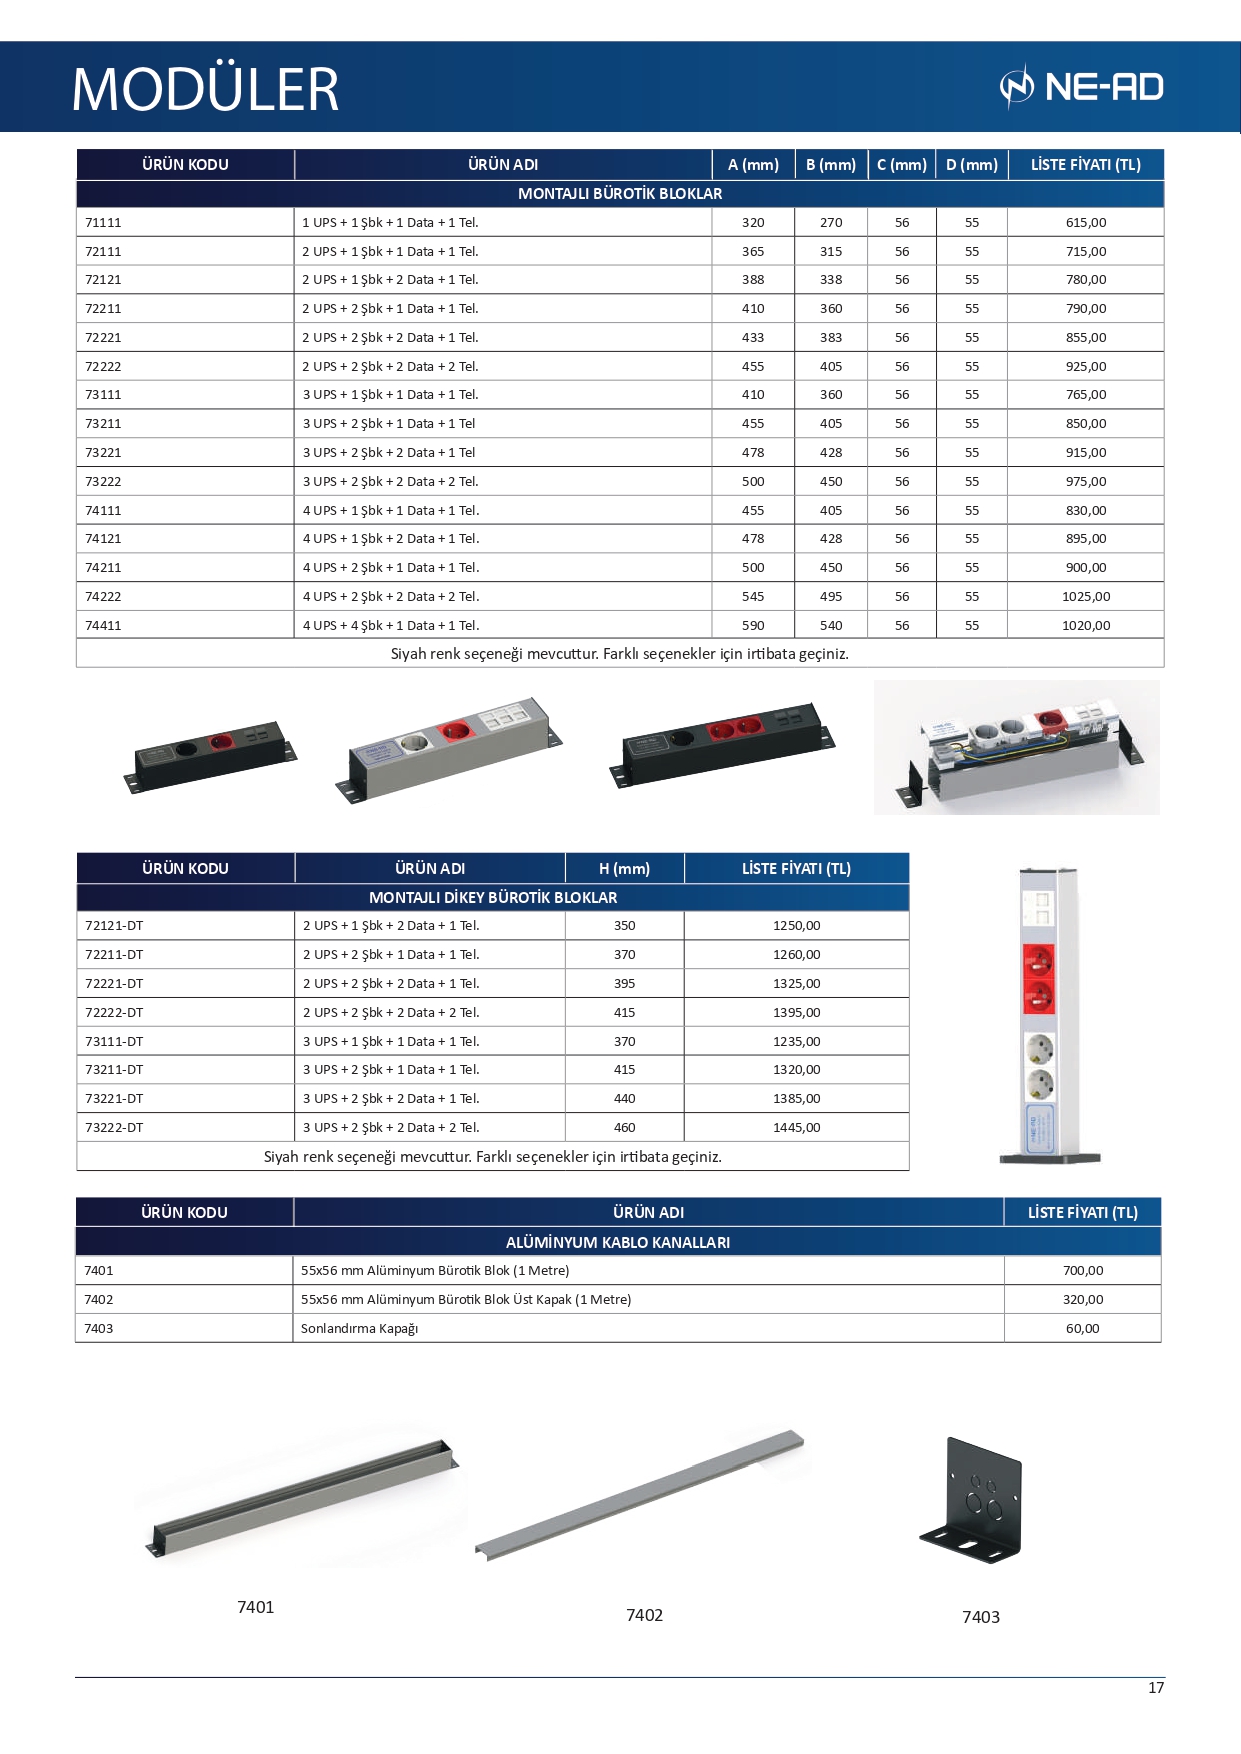 MODÜLER
NE-AD
ÜRÜN KODU ÜRÜN ADI A (mm) B (mm) C (mm) D (mm) LİSTE FİYATI (TL)
MONTAJLI BÜROTİK BLOKLAR
71111 1 UPS + 1 Şbk + 1 Data + 1 Tel. 320 270 56 55 615,00
72111 2 UPS + 1 Şbk + 1 Data + 1 Tel. 365 315 56 55 715,00
72121 2 UPS + 1 Şbk + 2 Data + 1 Tel. 388 338 56 55 780,00
72211 2 UPS + 2 Şbk + 1 Data + 1 Tel. 410 360 56 55 790,00
72221 2 UPS + 2 Şbk + 2 Data + 1 Tel. 433 383 56 55 855,00
72222 2 UPS + 2 Şbk + 2 Data + 2 Tel. 455 405 56 55 925,00
73111 3 UPS + 1 Şbk + 1 Data + 1 Tel. 410 360 56 55 765,00
73211 3 UPS + 2 Şbk + 1 Data + 1 Tel 455 405 56 55 850,00
73221 3 UPS + 2 Şbk + 2 Data + 1 Tel 478 428 56 55 915,00
73222 3 UPS + 2 Şbk + 2 Data + 2 Tel. 500 450 56 55 975,00
74111 4 UPS + 1 Şbk + 1 Data + 1 Tel. 455 405 56 55 830,00
74121 4 UPS + 1 Şbk + 2 Data + 1 Tel. 478 428 56 55 895,00
74211 4 UPS + 2 Şbk + 1 Data + 1 Tel. 500 450 56 55 900,00
74222 4 UPS + 2 Şbk + 2 Data + 2 Tel. 545 495 56 55 1025,00
74411 4 UPS + 4 Şbk + 1 Data + 1 Tel. 590 540 56 55 1020,00
Siyah renk seçeneği mevcuttur. Farklı seçenekler için irtibata geçiniz.
ÜRÜN KODU ÜRÜN ADI H (mm) LİSTE FİYATI (TL)
MONTAJLI DİKEY BÜROTİK BLOKLAR
72121-DT 2 UPS + 1 Şbk + 2 Data + 1 Tel. 350 1250,00
72211-DT 2 UPS + 2 Şbk + 1 Data + 1 Tel. 370 1260,00
72221-DT 2 UPS + 2 Şbk + 2 Data + 1 Tel. 395 1325,00
72222-DT 2 UPS + 2 Şbk + 2 Data + 2 Tel. 415 1395,00
73111-DT 3 UPS + 1 Şbk + 1 Data + 1 Tel. 370 1235,00
73211-DT 3 UPS + 2 Şbk + 1 Data + 1 Tel. 415 1320,00
73221-DT 3 UPS + 2 Şbk + 2 Data + 1 Tel. 440 1385,00
73222-DT 3 UPS + 2 Şbk + 2 Data + 2 Tel. 460 1445,00
Siyah renk seçeneği mevcuttur. Farklı seçenekler için irtibata geçiniz.
NE-AD
ÜRÜN KODU ÜRÜN ADI LİSTE FİYATI (TL)
ALÜMİNYUM KABLO KANALLARI
7401 55x56 mm Alüminyum Bürotik Blok (1 Metre) 700,00
7402 55x56 mm Alüminyum Bürotik Blok Üst Kapak (1 Metre) 320,00
7403 Sonlandırma Kapağı 60,00
7401
7402
7403
17